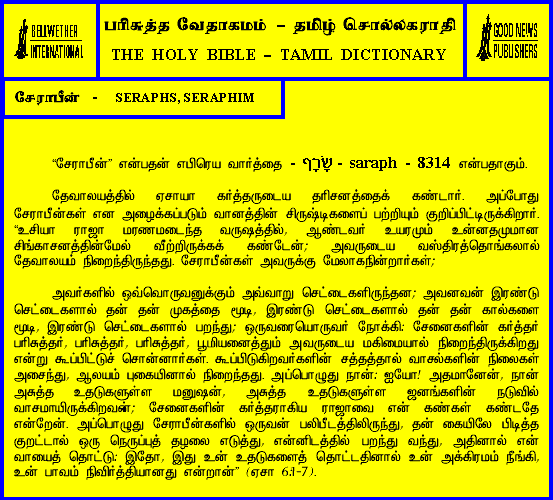 BELLWETHER
INTERNATIONAL
பரிசுத்த வேதாகமம் – தமிழ் சொல்லகராதி
THE HOLY BIBLE – TAMIL DICTIONARY
GOOD NEWS
PUBLISHERS
சேராபீன் - SERAPHS, SERAPHIM
“சேராபீன்” என்பதன் எபிரெய வார்த்தை - שָׂרָף - saraph - 8314 என்பதாகும்.
தேவாலயத்தில் ஏசாயா கர்த்தருடைய தரிசனத்தைக் கண்டார். அப்போது
சேராபீன்கள் என அழைக்கப்படும் வானத்தின் சிருஷ்டிகளைப் பற்றியும் குறிப்பிட்டிருக்கிறார்.
“உசியா ராஜா மரணமடைந்த வருஷத்தில், ஆண்டவர் உயரமும் உன்னதமுமான
சிங்காசனத்தின்மேல் வீற்றிருக்கக் கண்டேன்; அவருடைய வஸ்திரத்தொங்கலால்
தேவாலயம் நிறைந்திருந்தது. சேராபீன்கள் அவருக்கு மேலாகநின்றார்கள்;
அவர்களில் ஒவ்வொருவனுக்கும் அவ்வாறு செட்டைகளிருந்தன; அவனவன் இரண்டு
செட்டைகளால் தன் தன் முகத்தை மூடி, இரண்டு செட்டைகளால் தன் தன் கால்களை
மூடி, இரண்டு செட்டைகளால் பறந்து; ஒருவரையொருவர் நோக்கி: சேனைகளின் கர்த்தர்
பரிசுத்தர், பரிசுத்தர், பரிசுத்தர், பூமியனைத்தும் அவருடைய மகிமையால் நிறைந்திருக்கிறது
என்று கூப்பிட்டுச் சொன்னார்கள். கூப்பிடுகிறவர்களின் சத்தத்தால் வாசல்களின் நிலைகள்
அசைந்து, ஆலயம் புகையினால் நிறைந்தது. அப்பொழுது நான்: ஐயோ! அதமானேன், நான்
அசுத்த உதடுகளுள்ள மனுஷன், அசுத்த உதடுகளுள்ள ஜனங்களின் நடுவில்
வாசமாயிருக்கிறவன்; சேனைகளின் கர்த்தராகிய ராஜாவை என் கண்கள் கண்டதே
என்றேன். அப்பொழுது சேராபீன்களில் ஒருவன் பலிபீடத்திலிருந்து, தன் கையிலே பிடித்த
குறட்டால் ஒரு நெருப்புத் தழலை எடுத்து, என்னிடத்தில் பறந்து வந்து, அதினால் என்
வாயைத் தொட்டு: இதோ, இது உன் உதடுகளைத் தொட்டதினால் உன் அக்கிரமம் நீங்கி,
உன் பாவம் நிவிர்த்தியானது என்றான்” (ஏசா 6:1-7).